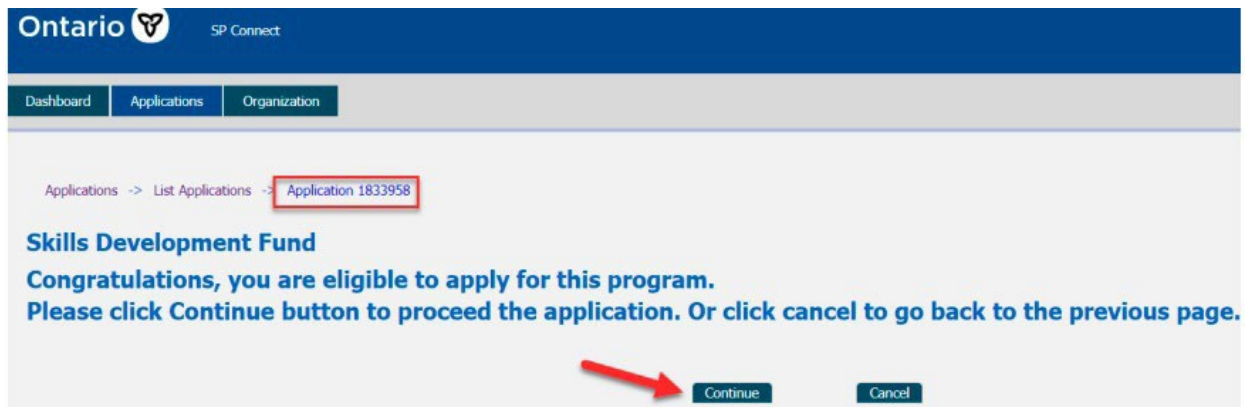 Ontario SP Connect
Dashboard Applications Organization
Applications -> List Applications -> Application 1833958
Skills Development Fund
Congratulations, you are eligible to apply for this program.
Please click Continue button to proceed the application. Or click cancel to go back to the previous page.
Continue Cancel